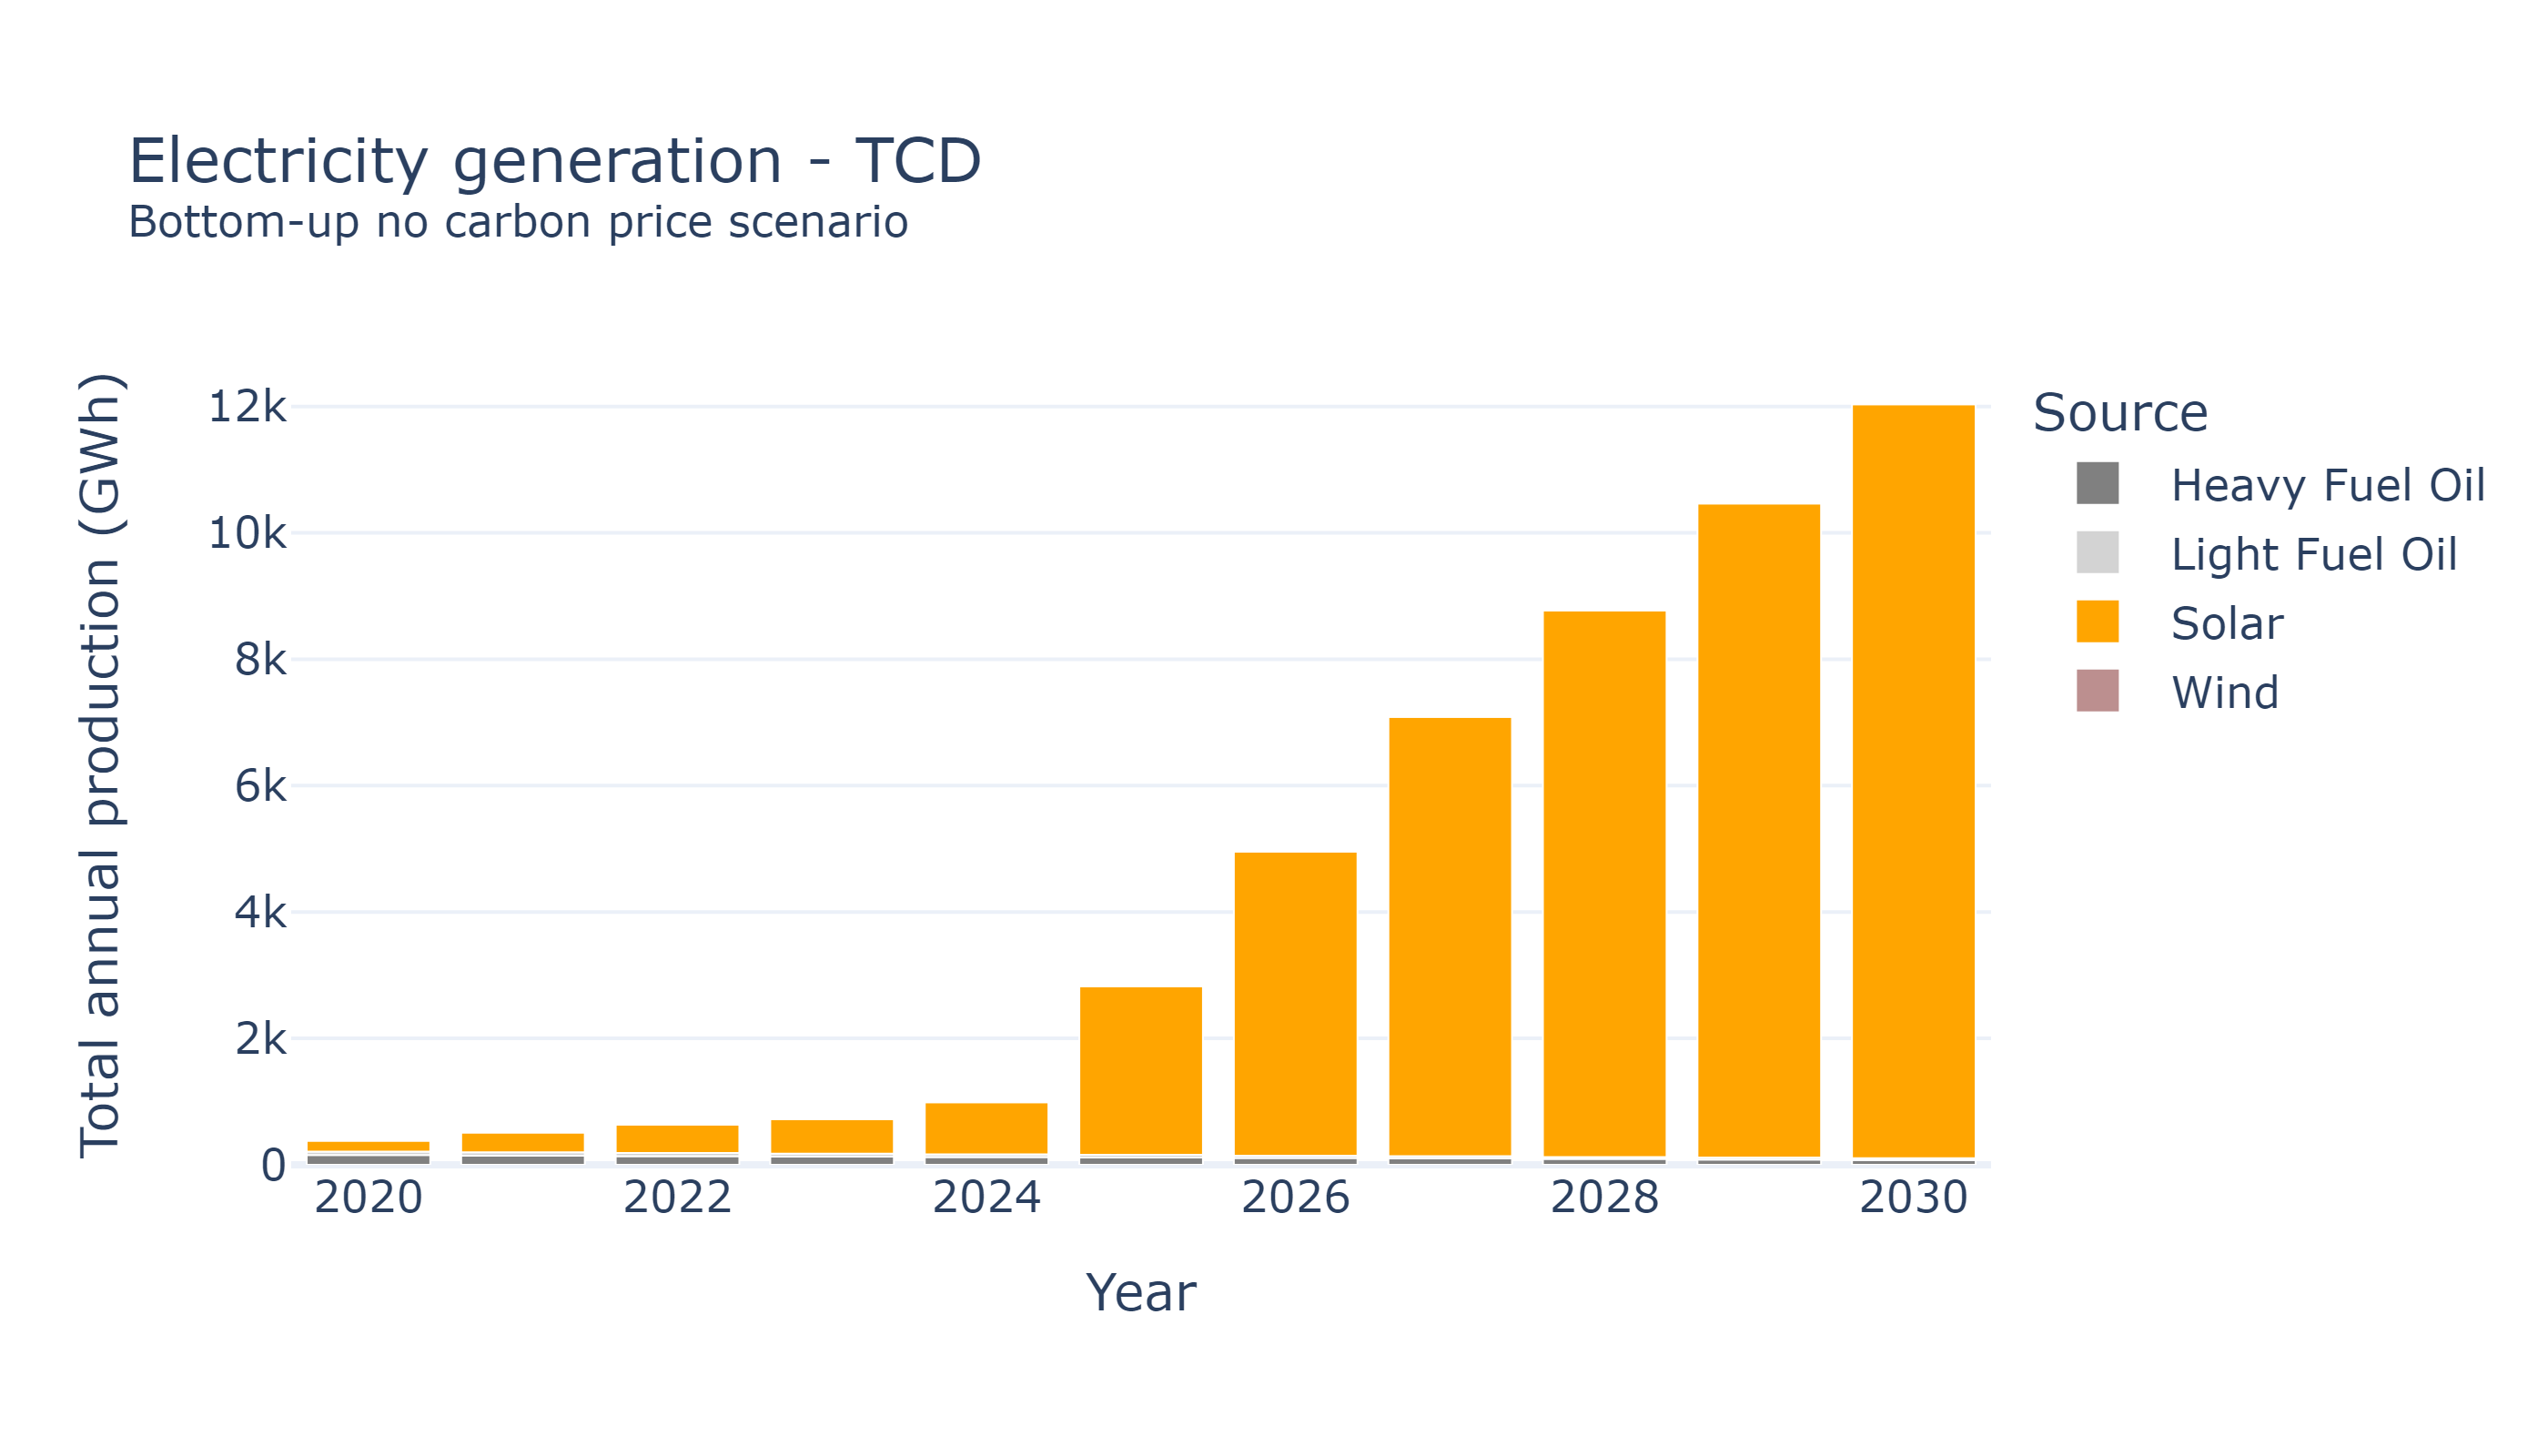 Electricity generation - TCD
Bottom-up no carbon price scenario
Total annual production (GWh)
12k
10k
8k
6k
4k
2k
0
2020 2022 2024 2026 2028 2030
Year
Source
Heavy Fuel Oil
Light Fuel Oil
Solar
Wind